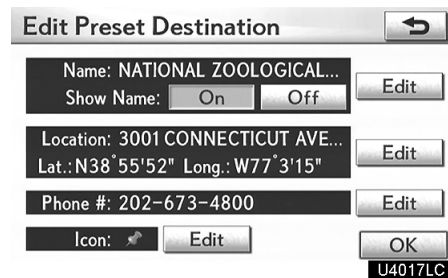 Edit Preset Destination
Name: NATIONAL ZOOLOGICAL...
Edit
Show Name: On Off
Location: 3001 CONNECTICUT AVE...
Edit
Lat.: N38°55'52" Long.: W77°3'15"
Phone #: 202-673-4800 Edit
Icon: Edit
OK
U4017LC